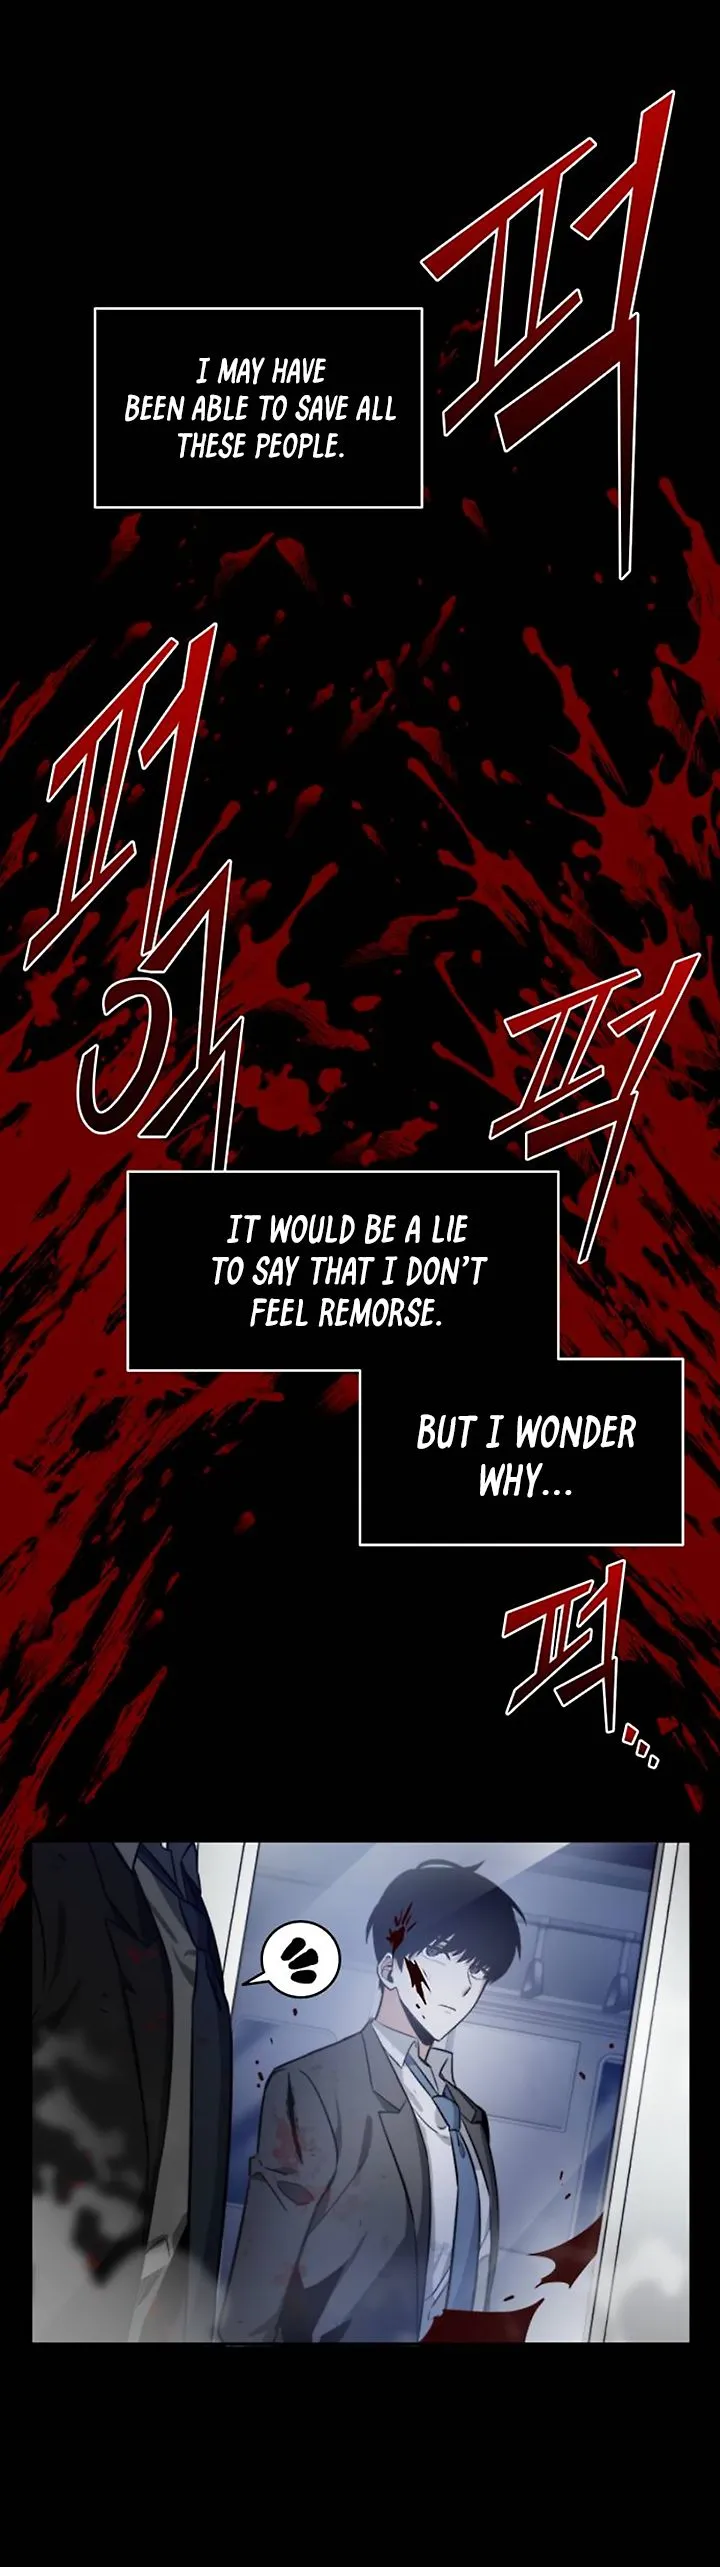 퍽
I MAY HAVE
BEEN ABLE TO SAVE ALL
THESE PEOPLE.
퍼억
퍽
IT WOULD BE A LIE
TO SAY THAT I DON'T
FEEL REMORSE.
BUT I WONDER
WHY...
퍽...